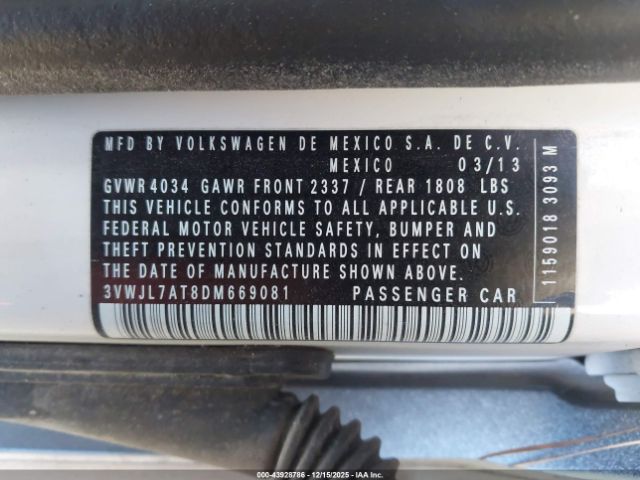 MFD BY VOLKSWAGEN DE MEXICO S.A. DE C.V.
MEXICO 03/13
GVWR 4034 GAWR FRONT 2337 / REAR 1808 LBS
THIS VEHICLE CONFORMS TO ALL APPLICABLE U.S.
FEDERAL MOTOR VEHICLE SAFETY, BUMPER AND
THEFT PREVENTION STANDARDS IN EFFECT ON
THE DATE OF MANUFACTURE SHOWN ABOVE.
3VWJL7AT8DM669081 PASSENGER CAR
1159018 3093 M
000-43928786 - 12/15/2025 - IAA Inc.